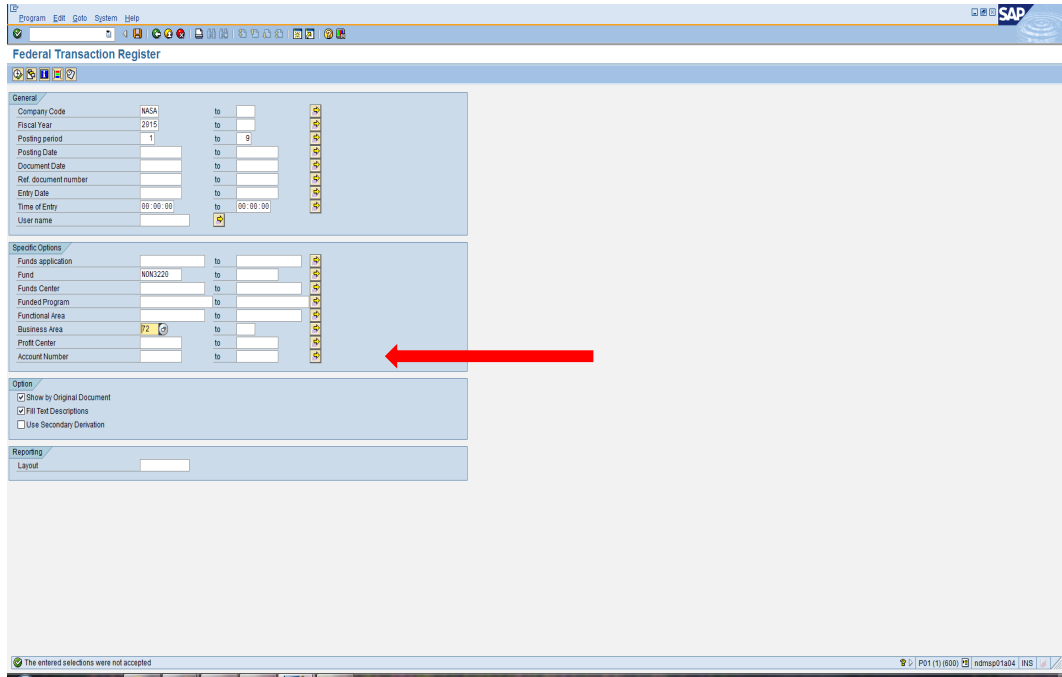 Program Edit Goto System Help
SAP
Federal Transaction Register
General
Company Code NASA to
Fiscal Year 2015 to
Posting period 1 to 9
Posting Date to
Document Date to
Ref. document number to
Entry Date to
Time of Entry 00:00:00 to 00:00:00
User name
Specific Options
Funds application to
Fund NON3220 to
Funds Center to
Funded Program to
Functional Area to
Business Area 72 to
Profit Center to
Account Number to
Option
Show by Original Document
Fill Text Descriptions
Use Secondary Derivation
Reporting
Layout
The entered selections were not accepted P01 (1) (600) ndmsp01a04 INS